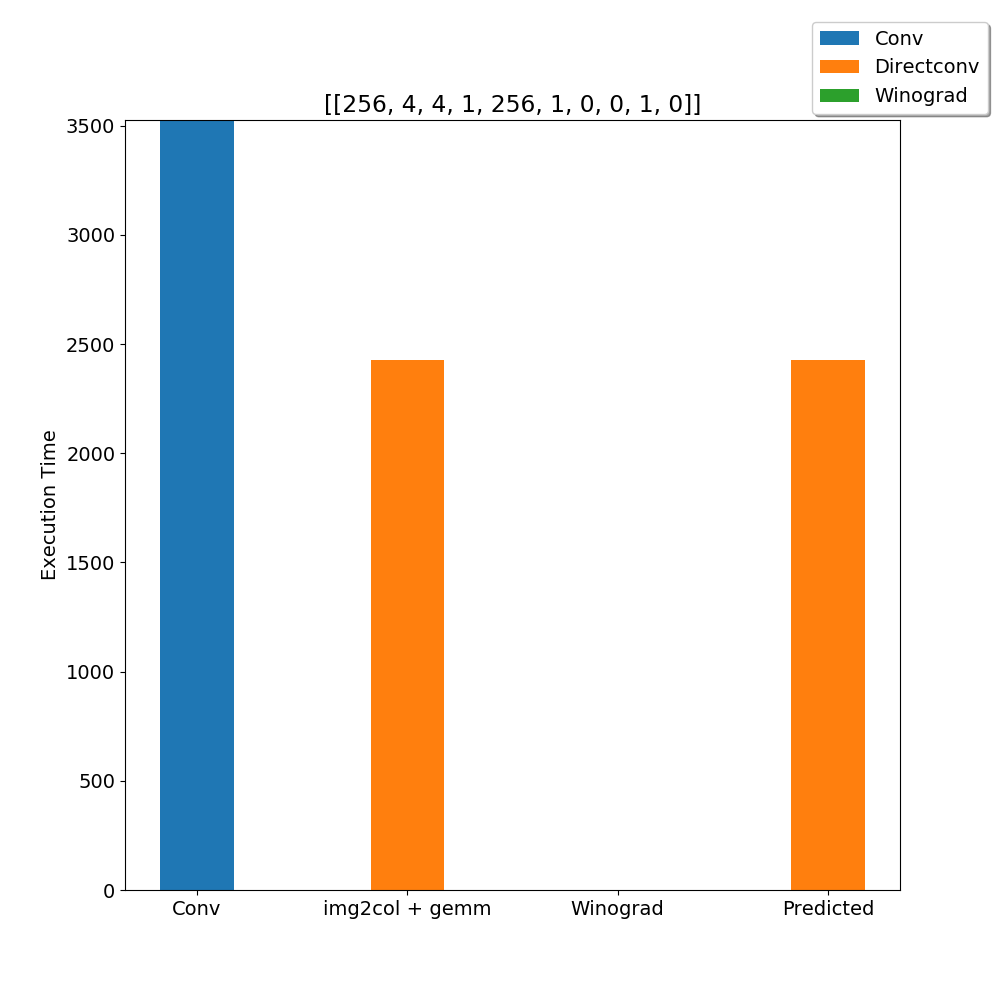 Conv
Directconv
Winograd
[[256, 4, 4, 1, 256, 1, 0, 0, 1, 0]]
3500
3000
2500
2000
1500
1000
500
0
Execution Time
Conv
img2col + gemm
Winograd
Predicted